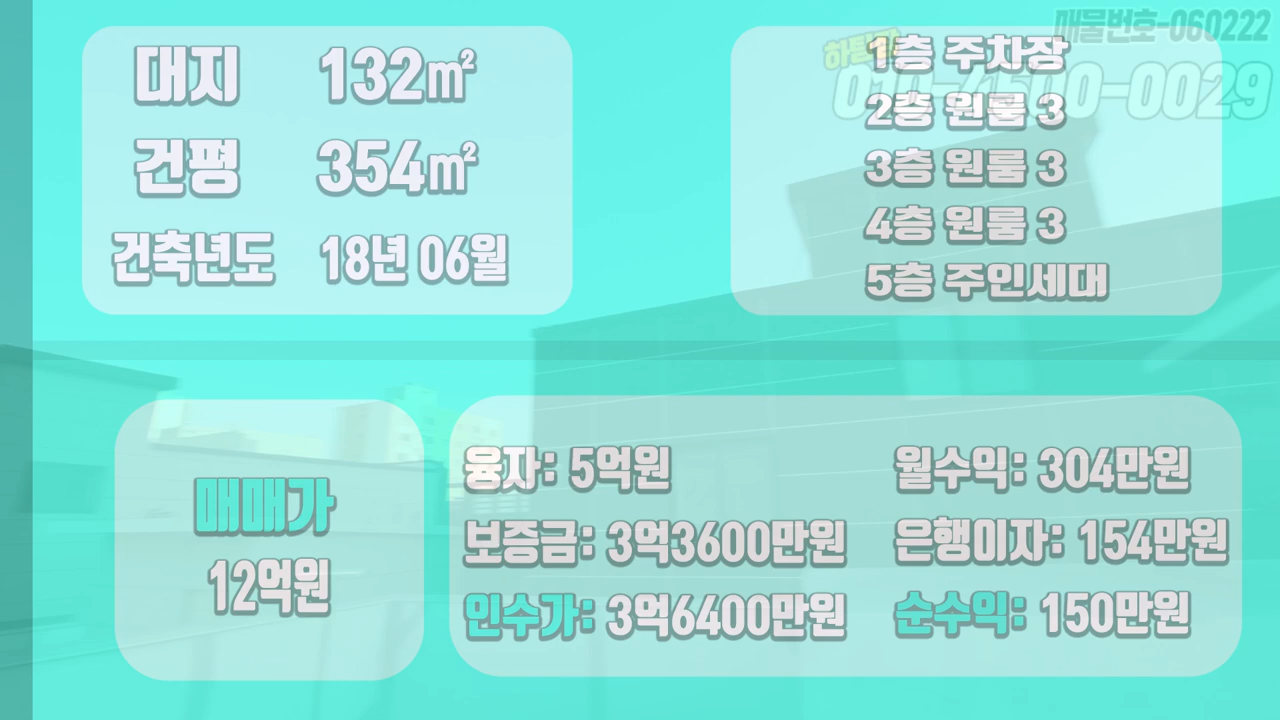 대지 132㎡
건평 354㎡
건축년도 18년 06월
매물번호-060222
1층 주차장
2층 원룸 3
3층 원룸 3
4층 원룸 3
5층 주인세대
매매가
12억원
융자: 5억원
보증금: 3억3600만원
인수가: 3억6400만원
월수익: 304만원
은행이자: 154만원
순수익: 150만원